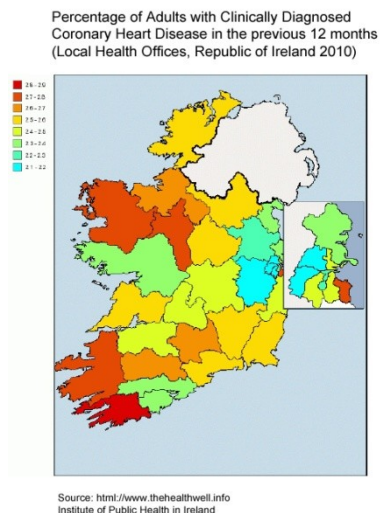 Percentage of Adults with Clinically Diagnosed
Coronary Heart Disease in the previous 12 months
(Local Health Offices, Republic of Ireland 2010)
28-29
27-28
26-27
25-26
24-25
23-24
22-23
21-22
Source: html://www.thehealthwell.info
Institute of Public Health in Ireland